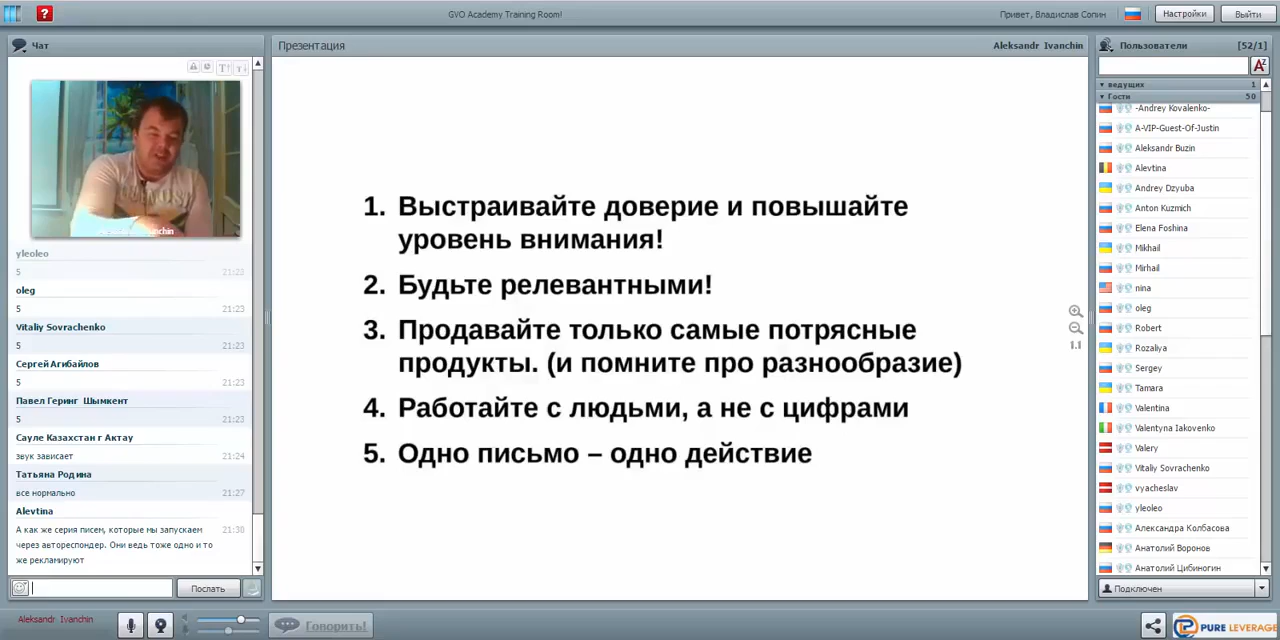 GVO Academy Training Room!
Привет, Владислав Сопин
Настройки
Выйти
Чат
yleoleo
5 21:23
oleg
5 21:23
Vitaliy Sovrachenko
5 21:23
Сергей Агибайлов
5 21:23
Павел Геринг Шымкент
5 21:23
Сауле Казахстан г Актау
звук зависает 21:24
Татьяна Родина
все нормально 21:27
Alevtina
А как же серия писем, которые мы запускаем 21:30
через автореспондер. Они ведь тоже одно и то
же рекламируют
Послать
Презентация
Aleksandr Ivanchin
1. Выстраивайте доверие и повышайте
уровень внимания!
2. Будьте релевантными!
3. Продавайте только самые потрясные
продукты. (и помните про разнообразие)
4. Работайте с людьми, а не с цифрами
5. Одно письмо – одно действие
1.1
Пользователи [52/1]
ведущих 1
Гости 50
-Andrey Kovalenko-
A-VIP-Guest-Of-Justin
Aleksandr Buzin
Alevtina
Andrey Dzyuba
Anton Kuzmich
Elena Foshina
Mikhail
Mirhail
nina
oleg
Robert
Rozaliya
Sergey
Tamara
Valentina
Valentyna Iakovenko
Valery
Vitaliy Sovrachenko
vyacheslav
yleoleo
Александра Колбасова
Анатолий Воронов
Анатолий Цибиногин
Подключен
Aleksandr Ivanchin
Говорить!
PURE LEVERAGE